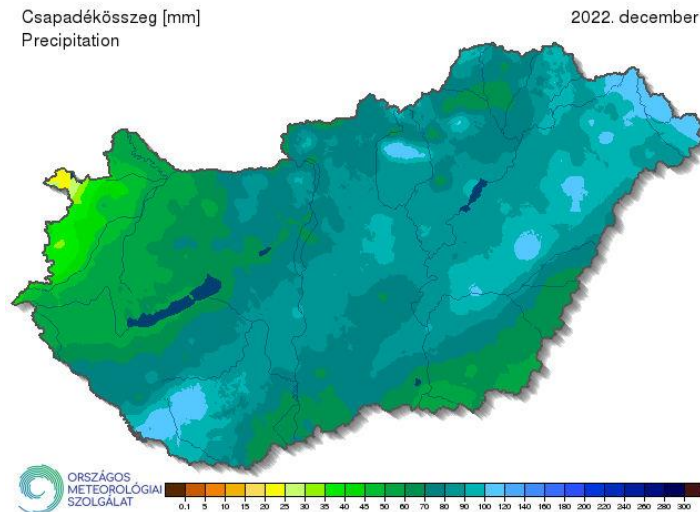 Csapadékösszeg [mm]
2022. december
Precipitation
ORSZÁGOS
METEOROLÓGIAI
SZOLGÁLAT
0.1 5 10 15 20 25 30 35 40 45 50 60 70 80 90 100 120 140 160 180 200 220 240 260 280 300